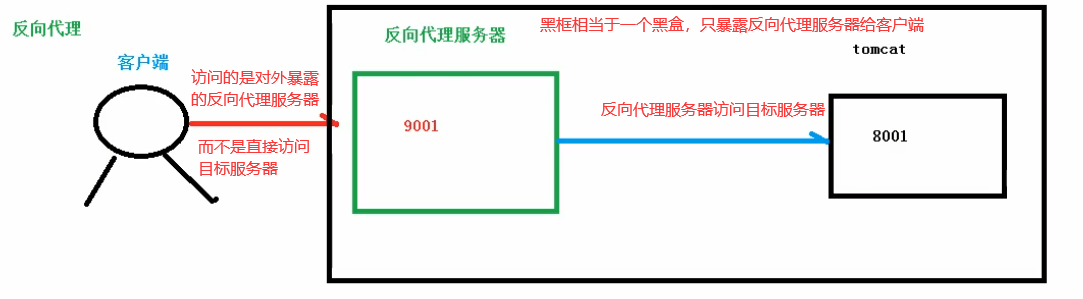 反向代理
客户端
访问的是对外暴露
的反向代理服务器
而不是直接访问
目标服务器
反向代理服务器
黑框相当于一个黑盒，只暴露反向代理服务器给客户端
tomcat
9001
反向代理服务器访问目标服务器
8001